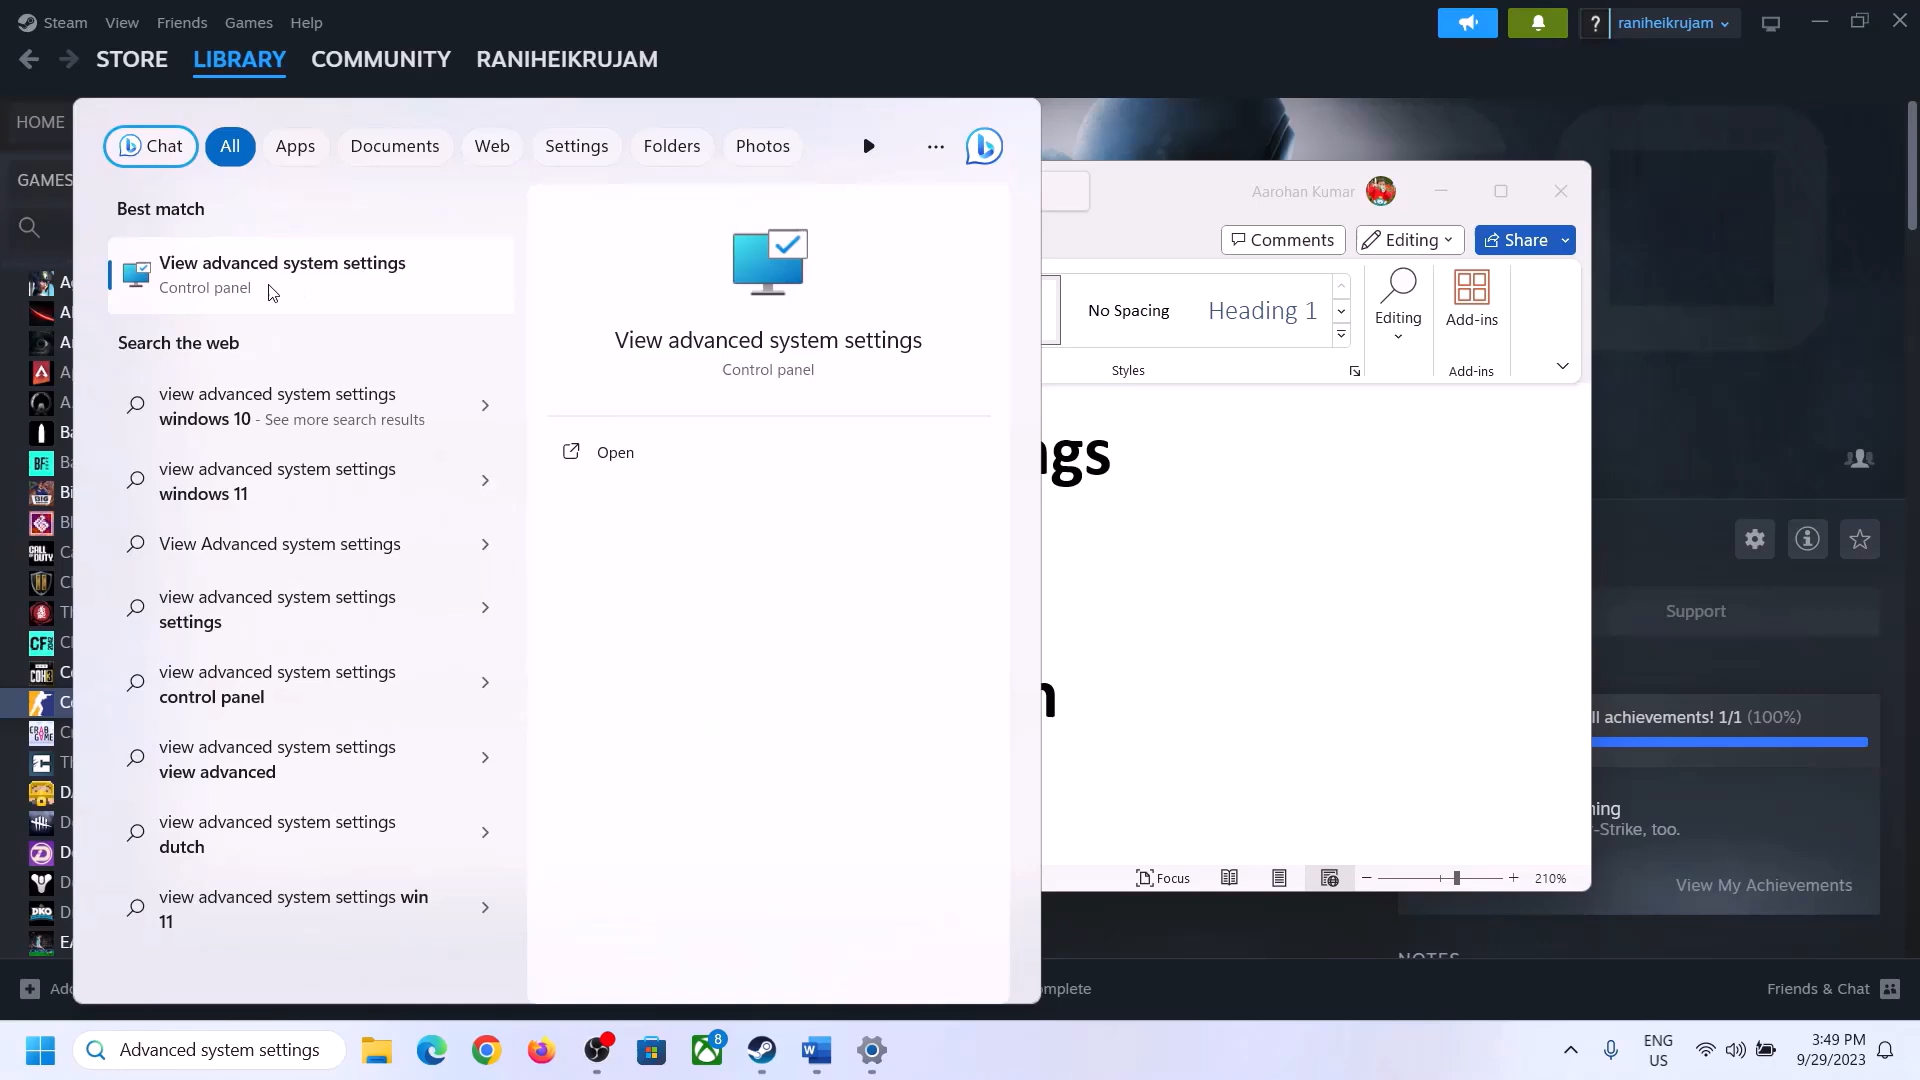 Steam View Friends Games Help
? raniheikrujam
STORE LIBRARY COMMUNITY RANIHEIKRUJAM
HOME
GAMES
Chat All Apps Documents Web Settings Folders Photos
Best match
View advanced system settings
Control panel
Search the web
view advanced system settings
windows 10 - See more search results
view advanced system settings
windows 11
View Advanced system settings
view advanced system settings
settings
view advanced system settings
control panel
view advanced system settings
view advanced
view advanced system settings
dutch
view advanced system settings win
11
View advanced system settings
Control panel
Open
Aarohan Kumar
Comments Editing Share
No Spacing Heading 1
Editing
Add-ins
Styles
Add-ins
ngs
n
Focus
210%
Support
ll achievements! 1/1 (100%)
ning
-Strike, too.
View My Achievements
NOTES
Add
mplete
Friends & Chat
Advanced system settings
8
ENG
US
3:49 PM
9/29/2023